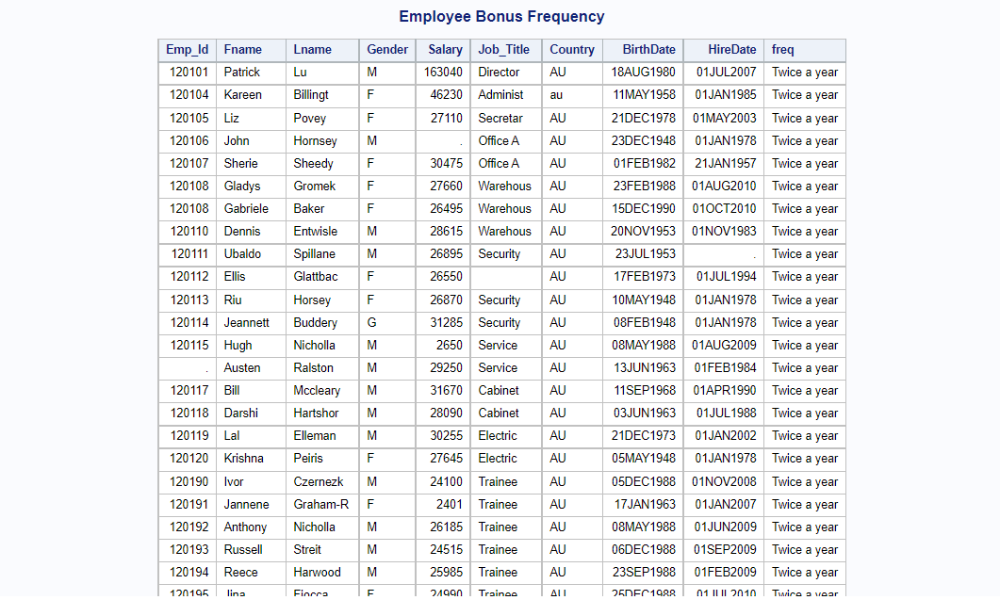 Employee Bonus Frequency
Emp_Id Fname Lname Gender Salary Job_Title Country BirthDate HireDate freq
120101 Patrick Lu M 163040 Director AU 18AUG1980 01JUL2007 Twice a year
120104 Kareen Billingt F 46230 Administ au 11MAY1958 01JAN1985 Twice a year
120105 Liz Povey F 27110 Secretar AU 21DEC1978 01MAY2003 Twice a year
120106 John Hornsey M . Office A AU 23DEC1948 01JAN1978 Twice a year
120107 Sherie Sheedy F 30475 Office A AU 01FEB1982 21JAN1957 Twice a year
120108 Gladys Gromek F 27660 Warehous AU 23FEB1988 01AUG2010 Twice a year
120108 Gabriele Baker F 26495 Warehous AU 15DEC1990 01OCT2010 Twice a year
120110 Dennis Entwisle M 28615 Warehous AU 20NOV1953 01NOV1983 Twice a year
120111 Ubaldo Spillane M 26895 Security AU 23JUL1953 . Twice a year
120112 Ellis Glattbac F 26550 AU 17FEB1973 01JUL1994 Twice a year
120113 Riu Horsey F 26870 Security AU 10MAY1948 01JAN1978 Twice a year
120114 Jeannett Buddery G 31285 Security AU 08FEB1948 01JAN1978 Twice a year
120115 Hugh Nicholla M 2650 Service AU 08MAY1988 01AUG2009 Twice a year
. Austen Ralston M 29250 Service AU 13JUN1963 01FEB1984 Twice a year
120117 Bill Mccleary M 31670 Cabinet AU 11SEP1968 01APR1990 Twice a year
120118 Darshi Hartshor M 28090 Cabinet AU 03JUN1963 01JUL1988 Twice a year
120119 Lal Elleman M 30255 Electric AU 21DEC1973 01JAN2002 Twice a year
120120 Krishna Peiris F 27645 Electric AU 05MAY1948 01JAN1978 Twice a year
120190 Ivor Czernezk M 24100 Trainee AU 05DEC1988 01NOV2008 Twice a year
120191 Jannene Graham-R F 2401 Trainee AU 17JAN1963 01JAN2007 Twice a year
120192 Anthony Nicholla M 26185 Trainee AU 08MAY1988 01JUN2009 Twice a year
120193 Russell Streit M 24515 Trainee AU 06DEC1988 01SEP2009 Twice a year
120194 Reece Harwood M 25985 Trainee AU 23SEP1988 01FEB2009 Twice a year
120195 Jina Fiocca F 24990 Trainee AU 25DEC1988 01JUL2010 Twice a year